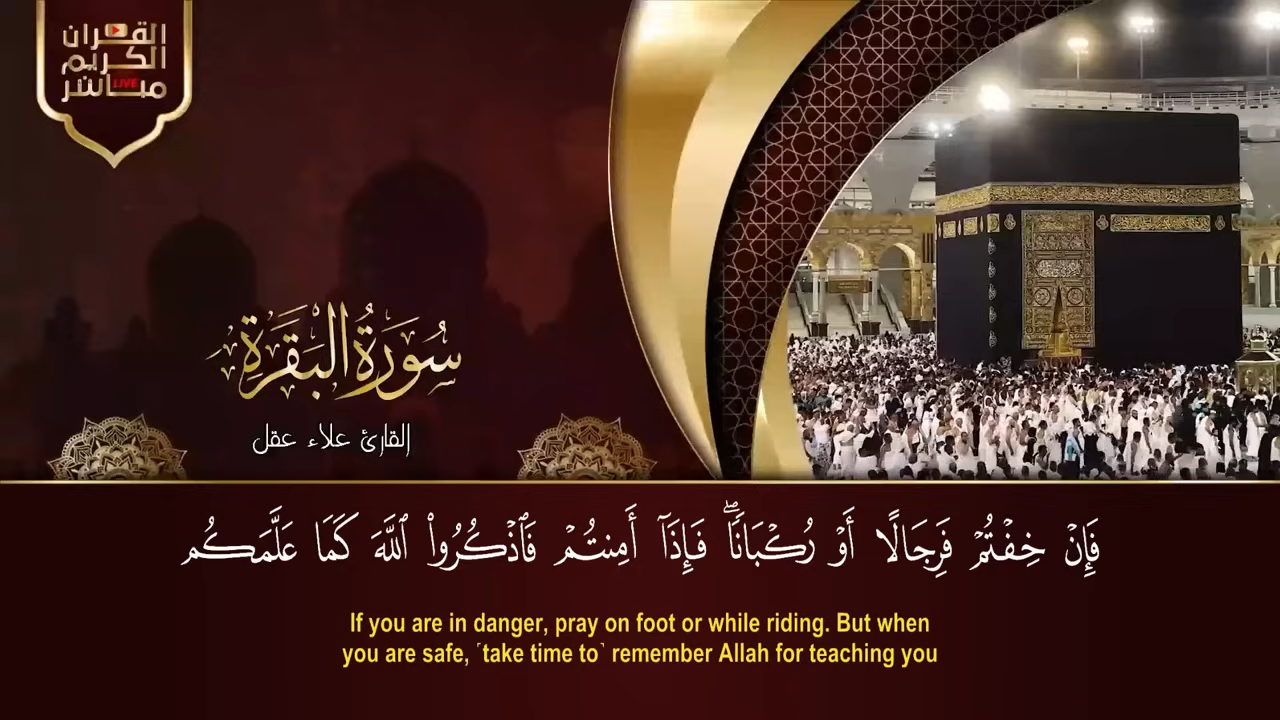 القرآن
الكريم
مباشر
LIVE
سُورَةُ البَقَرَة
القارئ علاء عقل
فَإِنۡ خِفۡتُمۡ فَرِجَالًا أَوۡ رُكۡبَانٗاۖ فَإِذَآ أَمِنتُمۡ فَٱذۡكُرُواْ ٱللَّهَ كَمَا عَلَّمَكُم
If you are in danger, pray on foot or while riding. But when
you are safe, ˹take time to˺ remember Allah for teaching you